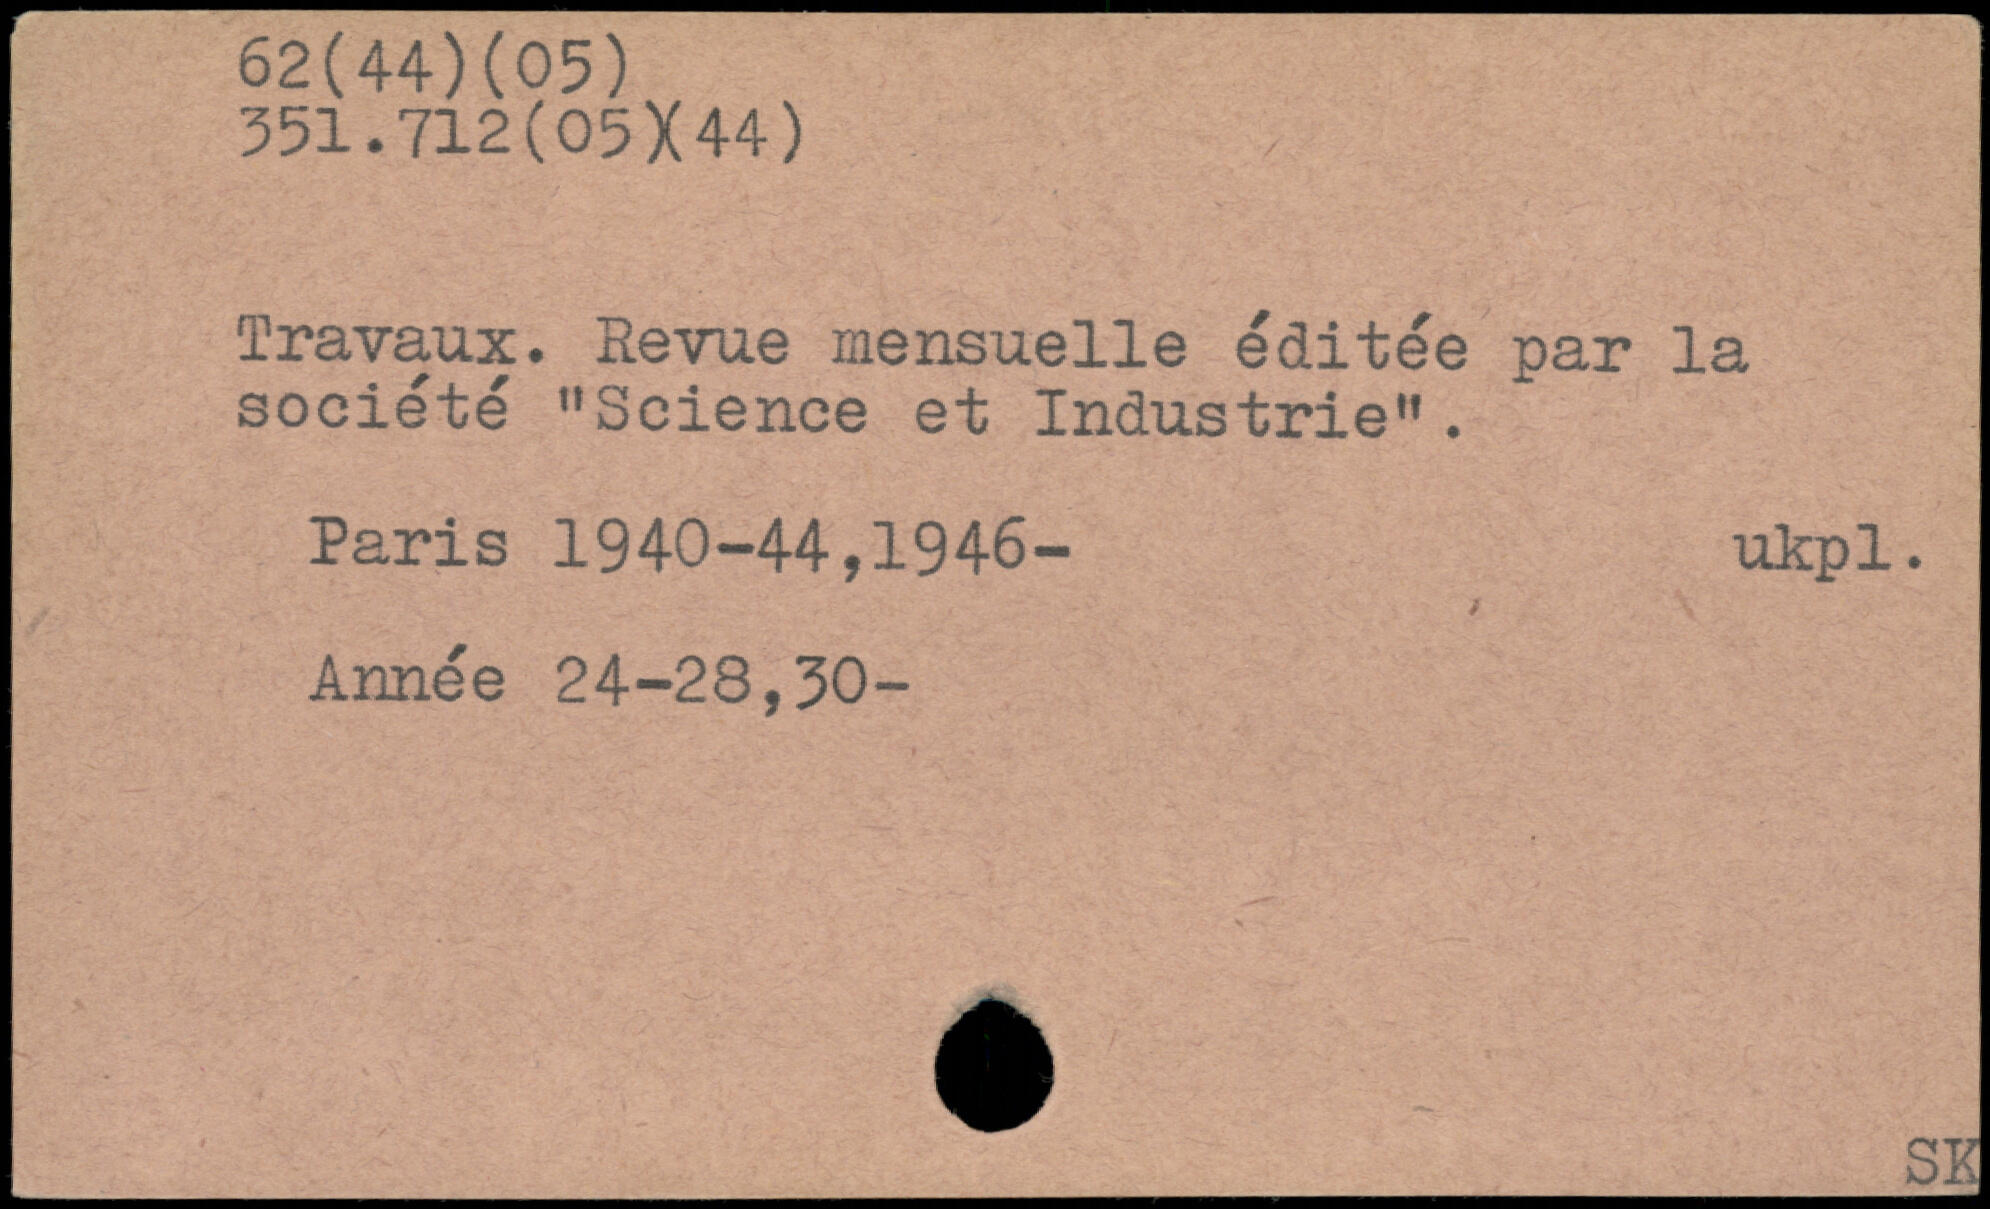 62(44)(05)
351.712(05)(44)
Travaux. Revue mensuelle éditée par la
société "Science et Industrie".
Paris 1940-44,1946- ukpl.
Année 24-28,30-
SK